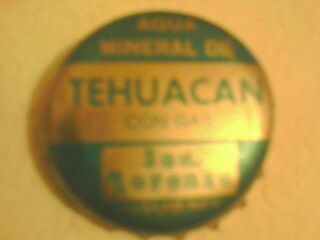 AGUA
MINERAL DE
TEHUACAN
CON GAS
San
Lorenzo